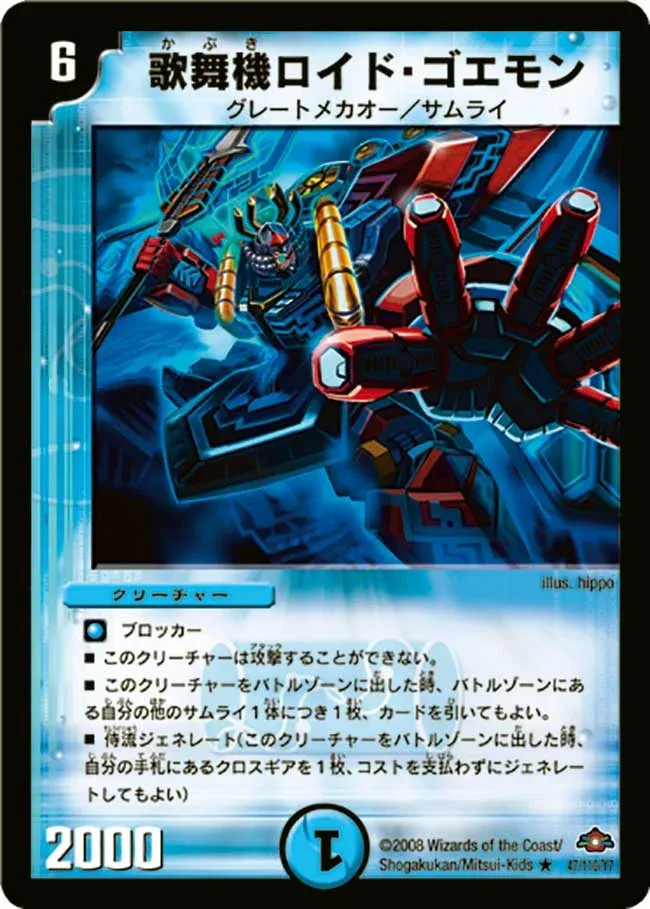 6
かぶき
歌舞機ロイド・ゴエモン
グレートメカオー／サムライ
illus. hippo
クリーチャー
ブロッカー
■ このクリーチャーは攻撃することができない。
■ このクリーチャーをバトルゾーンに出した時、バトルゾーンにあ
る自分の他のサムライ1体につき1枚、カードを引いてもよい。
■ 侍流ジェネレート(このクリーチャーをバトルゾーンに出した時、
自分の手札にあるクロスギアを1枚、コストを支払わずにジェネレー
トしてもよい)
2000
1
©2008 Wizards of the Coast/
Shogakukan/Mitsui-Kids ★ 47/110/Y7